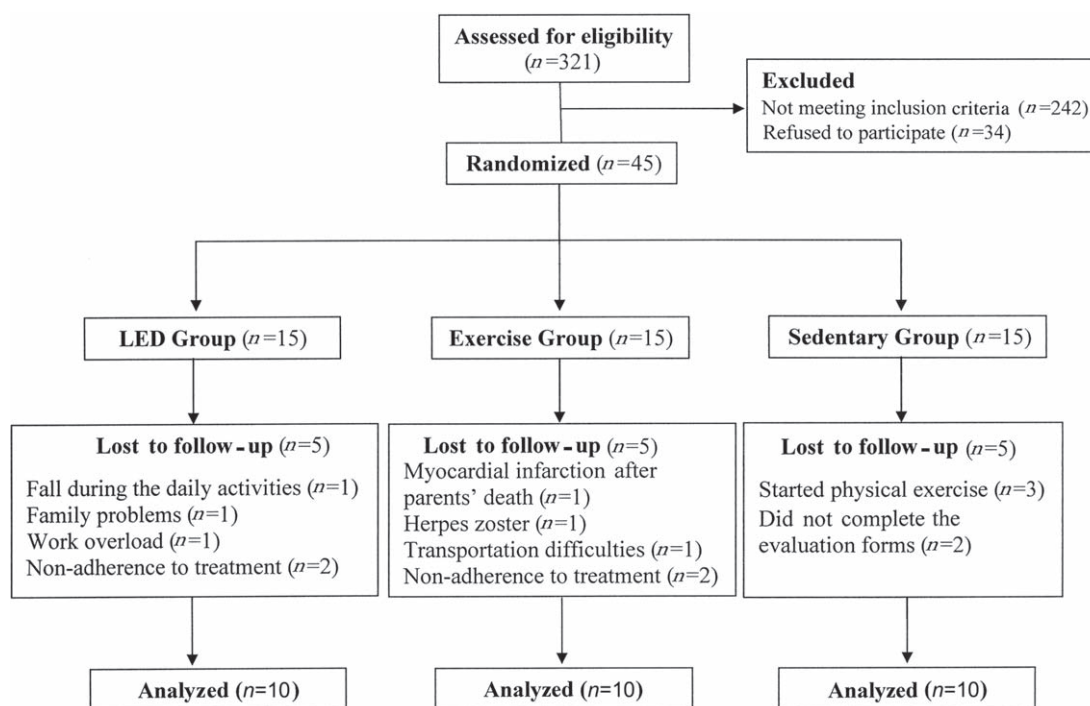 Assessed for eligibility
(n=321)
Excluded
Not meeting inclusion criteria (n=242)
Refused to participate (n=34)
Randomized (n=45)
LED Group (n=15)
Exercise Group (n=15)
Sedentary Group (n=15)
Lost to follow-up (n=5)
Fall during the daily activities (n=1)
Family problems (n=1)
Work overload (n=1)
Non-adherence to treatment (n=2)
Lost to follow-up (n=5)
Myocardial infarction after
parents’ death (n=1)
Herpes zoster (n=1)
Transportation difficulties (n=1)
Non-adherence to treatment (n=2)
Lost to follow-up (n=5)
Started physical exercise (n=3)
Did not complete the
evaluation forms (n=2)
Analyzed (n=10)
Analyzed (n=10)
Analyzed (n=10)